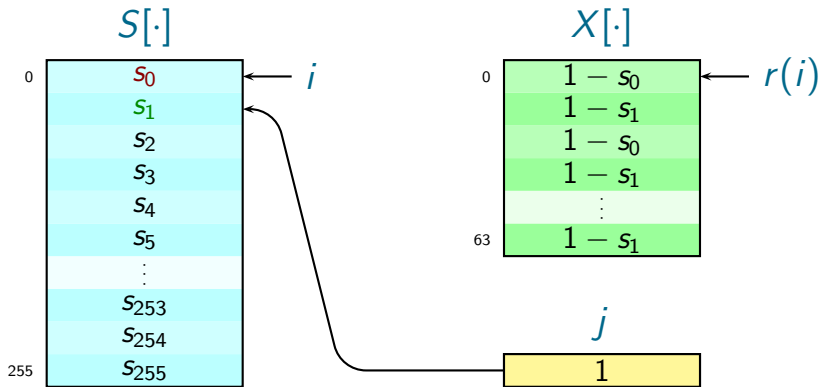 S[·]
0
s₀
i
s₁
s₂
s₃
s₄
s₅
⋮
s₂₅₃
s₂₅₄
255
s₂₅₅
X[·]
0
1 − s₀
r(i)
1 − s₁
1 − s₀
1 − s₁
⋮
63
1 − s₁
j
1